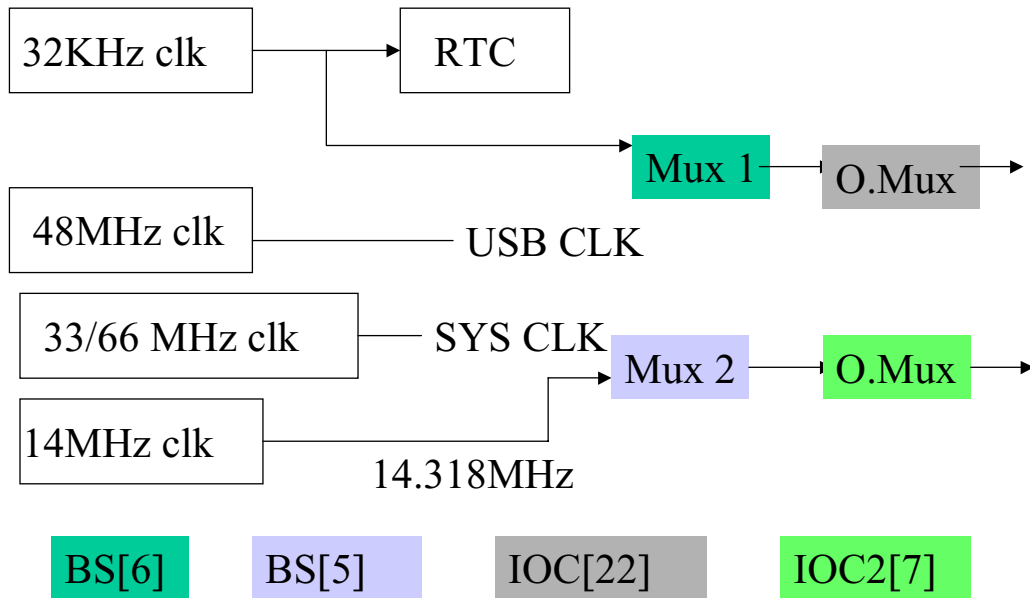 32KHz clk
RTC
Mux 1
O.Mux
48MHz clk
USB CLK
33/66 MHz clk
SYS CLK
Mux 2
O.Mux
14MHz clk
14.318MHz
BS[6]
BS[5]
IOC[22]
IOC2[7]